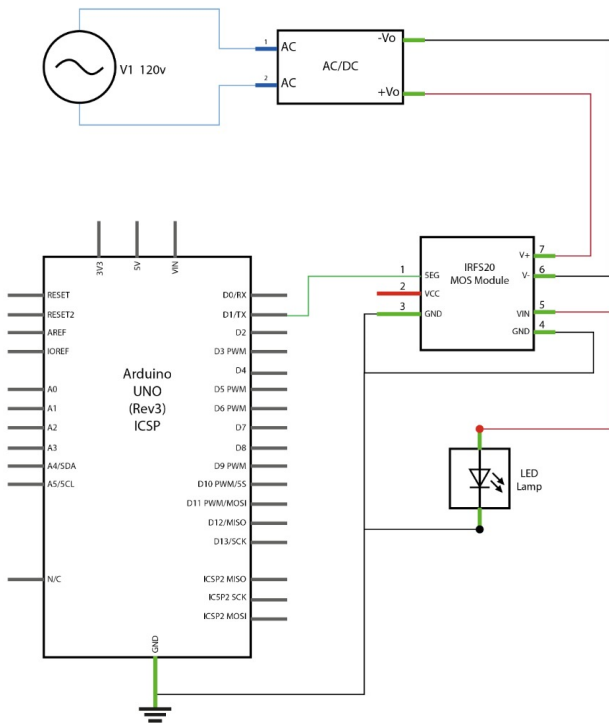 V1 120v
1
AC
2
AC
AC/DC
-Vo
+Vo
3V3
5V
VIN
RESET
RESET2
AREF
IOREF
A0
A1
A2
A3
A4/SDA
A5/SCL
N/C
Arduino
UNO
(Rev3)
ICSP
D0/RX
D1/TX
D2
D3 PWM
D4
D5 PWM
D6 PWM
D7
D8
D9 PWM
D10 PWM/SS
D11 PWM/MOSI
D12/MISO
D13/SCK
ICSP2 MISO
ICSP2 SCK
ICSP2 MOSI
GND
1
SEG
2
VCC
3
GND
IRFS20
MOS Module
V+
7
V-
6
VIN
5
GND
4
LED
Lamp